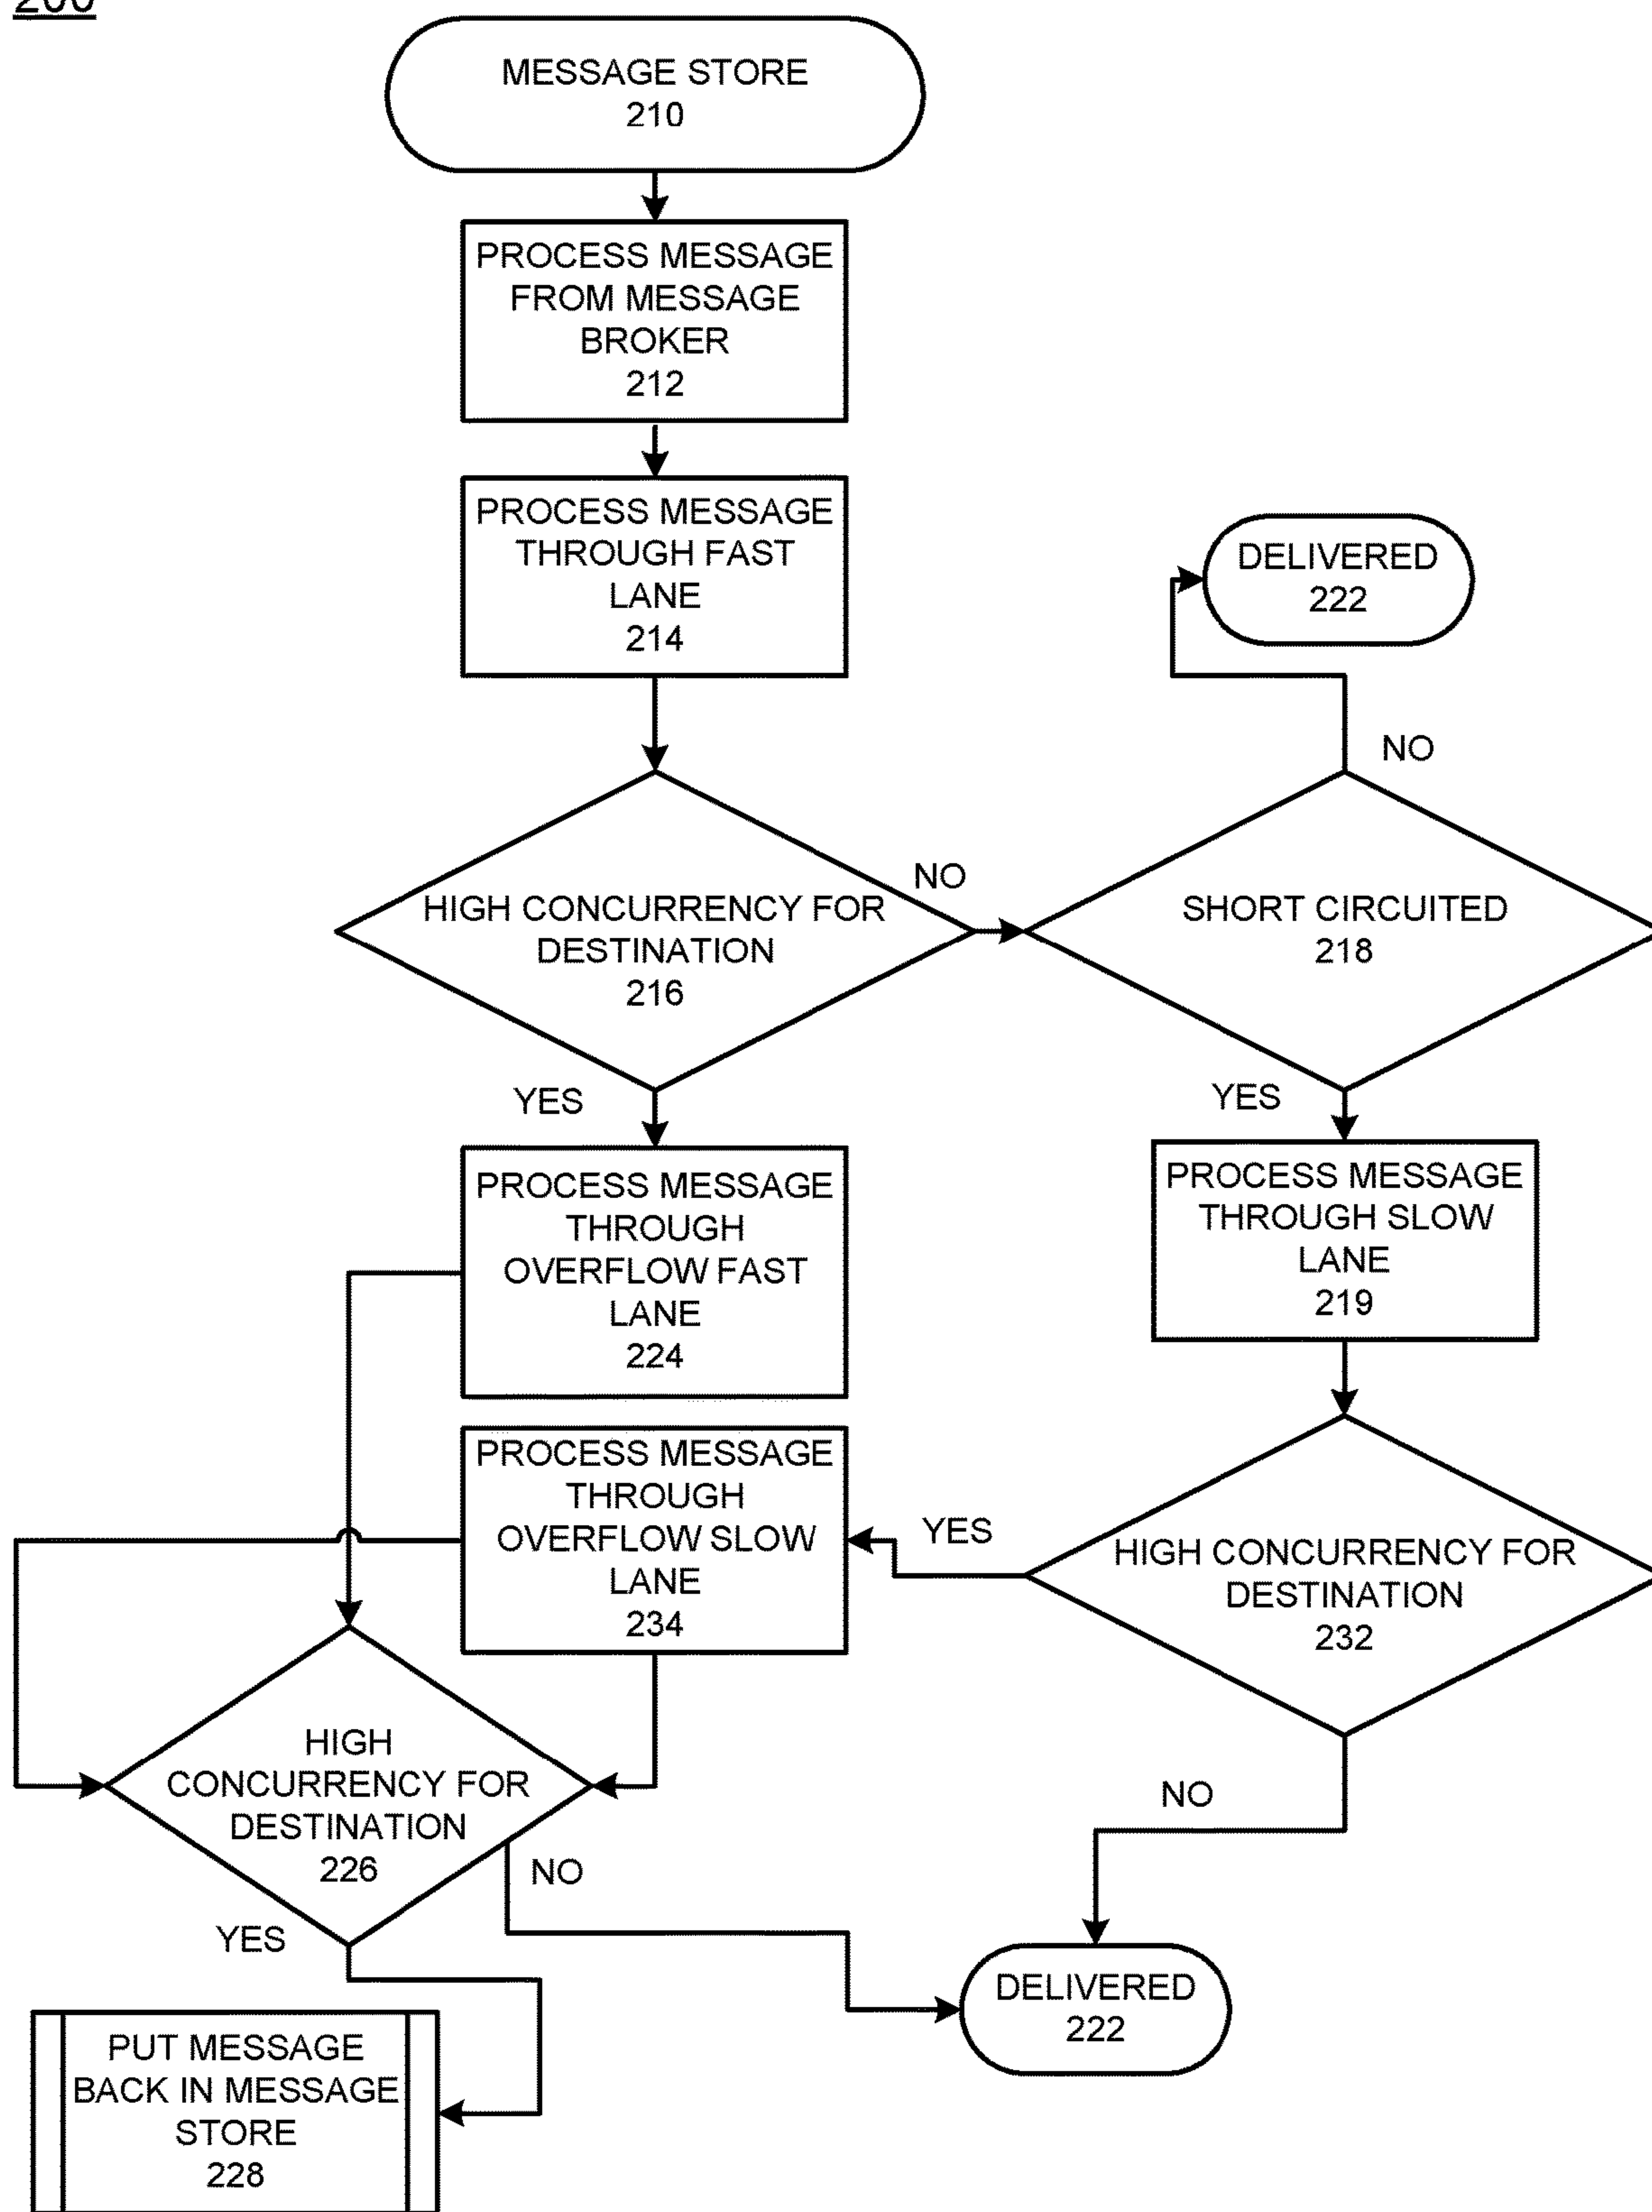 200
MESSAGE STORE
210
PROCESS MESSAGE
FROM MESSAGE
BROKER
212
PROCESS MESSAGE
THROUGH FAST
LANE
214
DELIVERED
222
NO
HIGH CONCURRENCY FOR
DESTINATION
216
NO
SHORT CIRCUITED
218
YES
YES
PROCESS MESSAGE
THROUGH
OVERFLOW FAST
LANE
224
PROCESS MESSAGE
THROUGH SLOW
LANE
219
PROCESS MESSAGE
THROUGH
OVERFLOW SLOW
LANE
234
YES
HIGH CONCURRENCY FOR
DESTINATION
232
HIGH
CONCURRENCY FOR
DESTINATION
226
NO
NO
YES
DELIVERED
222
PUT MESSAGE
BACK IN MESSAGE
STORE
228